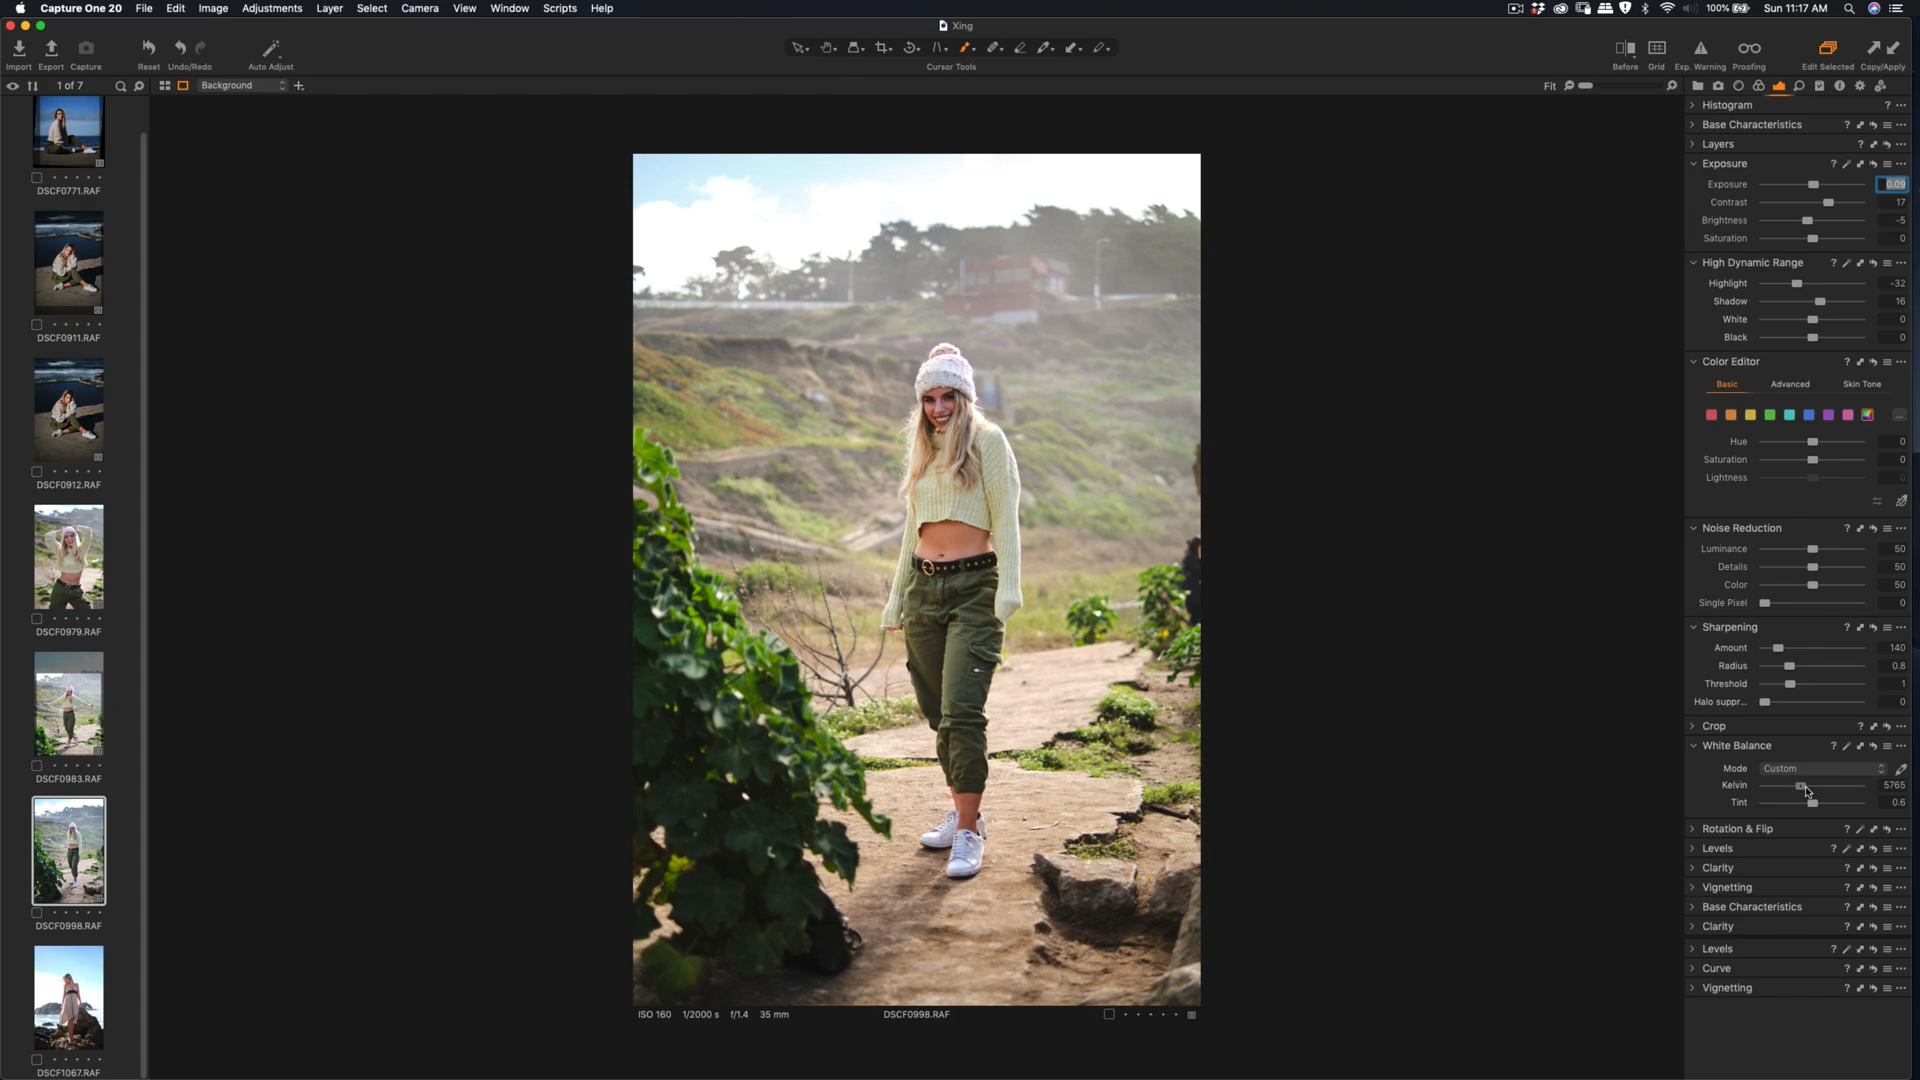 Capture One 20 File Edit Image Adjustments Layer Select Camera View Window Scripts Help 100% Sun 11:17 AM
Xing
Import Export Capture Reset Undo/Redo Auto Adjust Cursor Tools Before Grid Exp. Warning Proofing Edit Selected Copy/Apply
1 of 7 Background Fit
DSCF0771.RAF
DSCF0911.RAF
DSCF0912.RAF
DSCF0979.RAF
DSCF0983.RAF
DSCF0998.RAF
DSCF1067.RAF
ISO 160 1/2000 s f/1.4 35 mm DSCF0998.RAF
Histogram ? ...
Base Characteristics ? ...
Layers ? ...
Exposure ? ...
Exposure 0.09
Contrast 17
Brightness -5
Saturation 0
High Dynamic Range ? ...
Highlight -32
Shadow 16
White 0
Black 0
Color Editor ? ...
Basic Advanced Skin Tone
...
Hue 0
Saturation 0
Lightness 0
Noise Reduction ? ...
Luminance 50
Details 50
Color 50
Single Pixel 0
Sharpening ? ...
Amount 140
Radius 0.8
Threshold 1
Halo suppr... 0
Crop ? ...
White Balance ? ...
Mode Custom
Kelvin 5765
Tint 0.6
Rotation & Flip ? ...
Levels ? ...
Clarity ? ...
Vignetting ? ...
Base Characteristics ? ...
Clarity ? ...
Levels ? ...
Curve ? ...
Vignetting ? ...